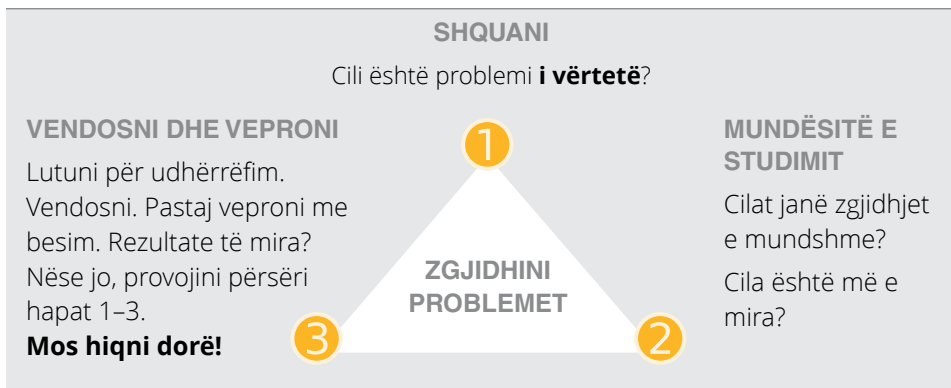 SHQUANI
Cili është problemi i vërtetë?
1
MUNDËSITË E
STUDIMIT
Cilat janë zgjidhjet
e mundshme?
Cila është më e
mira?
2
VENDOSNI DHE VEPRONI
Lutuni për udhërrëfim.
Vendosni. Pastaj veproni me
besim. Rezultate të mira?
Nëse jo, provojini përsëri
hapat 1–3.
Mos hiqni dorë!
3
ZGJIDHINI
PROBLEMET